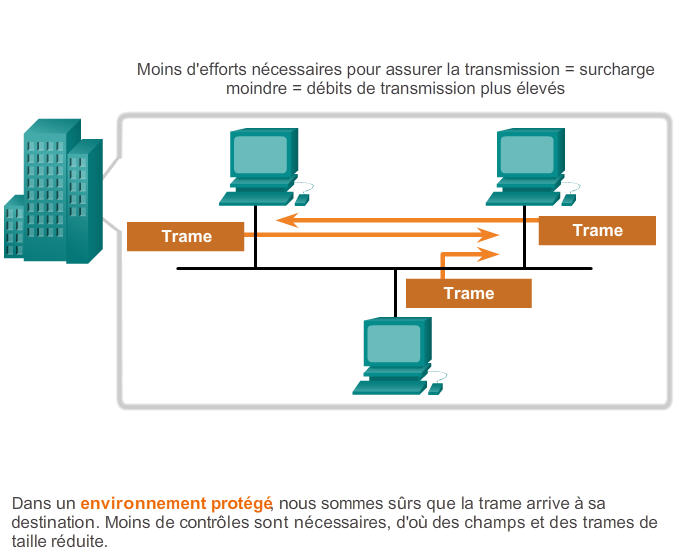 Moins d'efforts nécessaires pour assurer la transmission = surcharge
moindre = débits de transmission plus élevés
Trame
Trame
Trame
Dans un environnement protégé, nous sommes sûrs que la trame arrive à sa
destination. Moins de contrôles sont nécessaires, d'où des champs et des trames de
taille réduite.